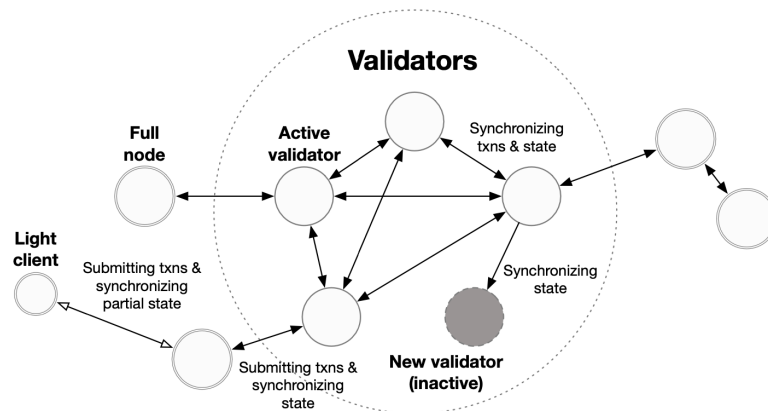 Validators
Full
node
Active
validator
Synchronizing
txns & state
Light
client
Submitting txns &
synchronizing
partial state
Synchronizing
state
New validator
(inactive)
Submitting txns &
synchronizing
state